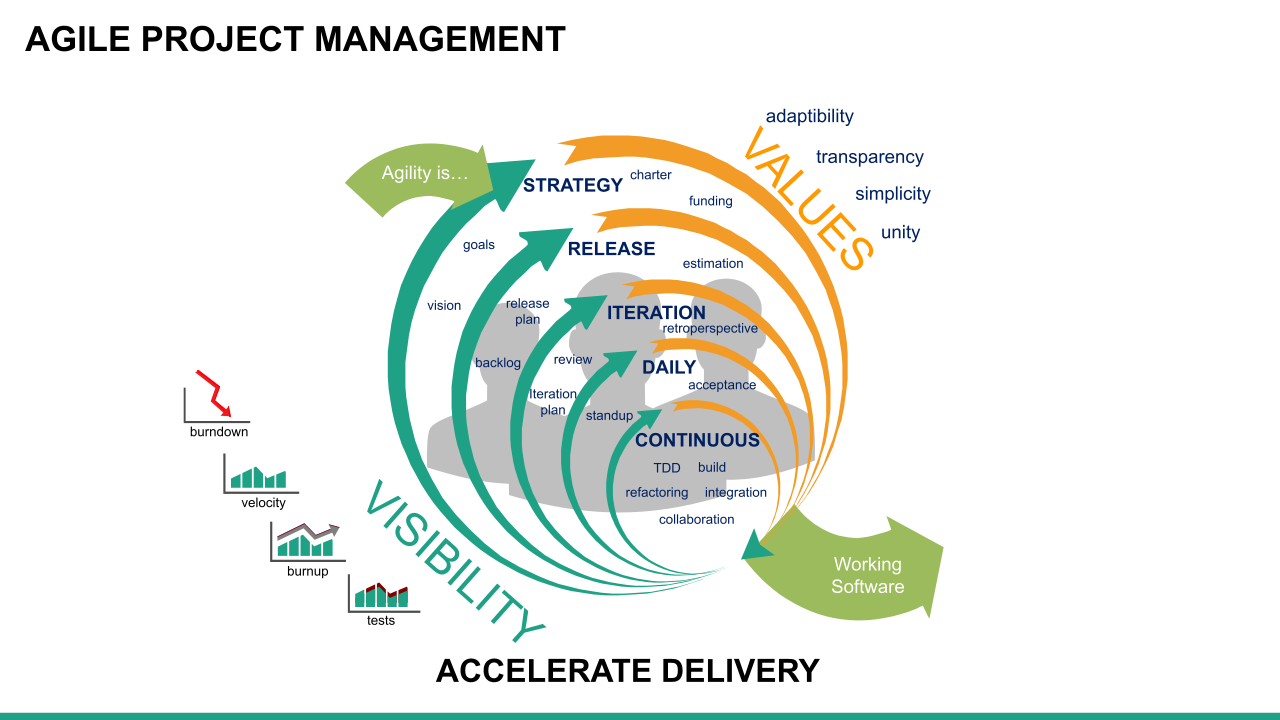 AGILE PROJECT MANAGEMENT
adaptibility
VALUES
transparency
simplicity
unity
Agility is…
STRATEGY
charter
funding
goals
RELEASE
estimation
vision
release
plan
ITERATION
retroperspective
backlog
review
DAILY
acceptance
Iteration
plan
standup
CONTINUOUS
TDD build
refactoring integration
collaboration
burndown
velocity
burnup
tests
VISIBILITY
Working
Software
ACCELERATE DELIVERY